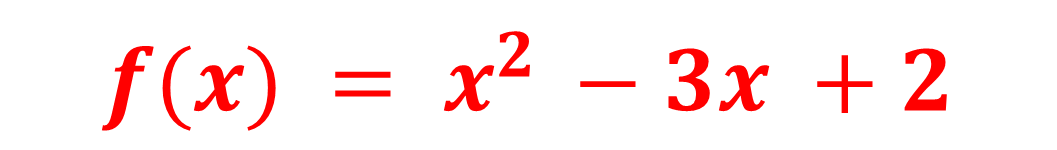 f(x) = x² − 3x + 2